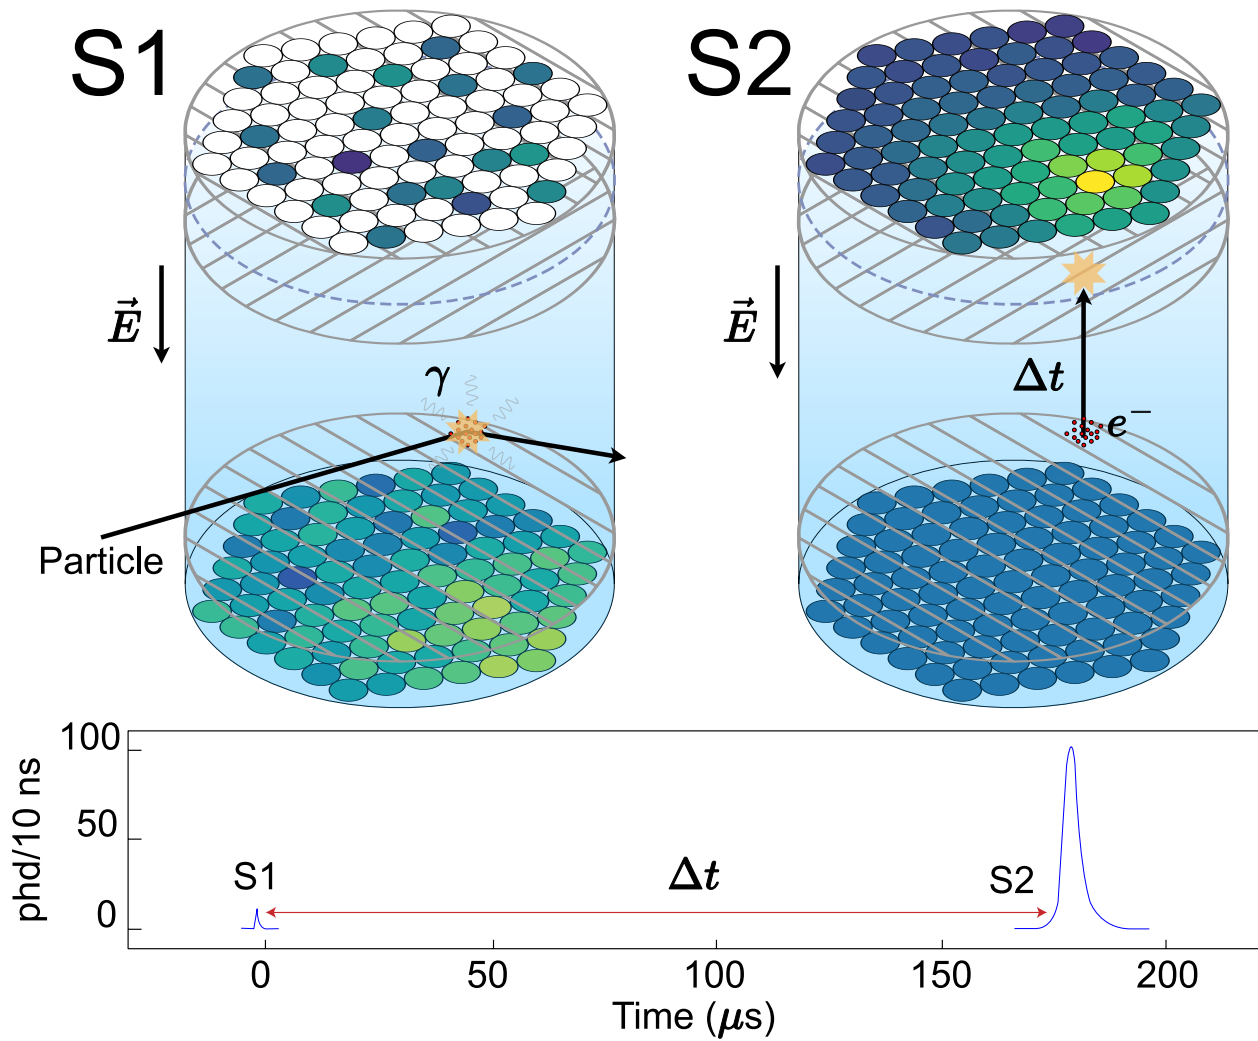 S1
S2
E⃗
E⃗
γ
Δt
e⁻
Particle
100
50
0
phd/10 ns
S1
Δt
S2
0
50
100
150
200
Time (μs)